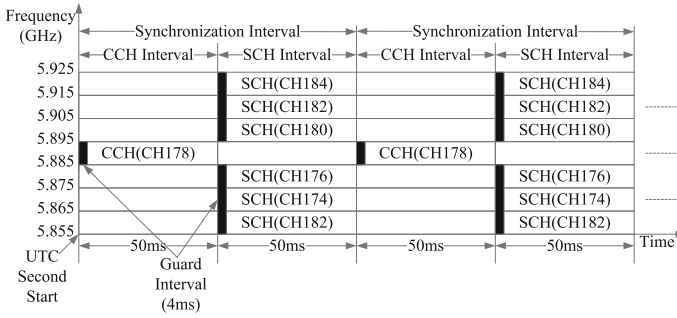 Frequency
(GHz)
Synchronization Interval
Synchronization Interval
CCH Interval
SCH Interval
CCH Interval
SCH Interval
5.925
SCH(CH184)
SCH(CH184)
5.915
SCH(CH182)
SCH(CH182)
5.905
SCH(CH180)
SCH(CH180)
5.895
CCH(CH178)
CCH(CH178)
5.885
SCH(CH176)
SCH(CH176)
5.875
SCH(CH174)
SCH(CH174)
5.865
SCH(CH182)
SCH(CH182)
5.855
50ms
50ms
50ms
50ms
Time
UTC
Second
Start
Guard
Interval
(4ms)